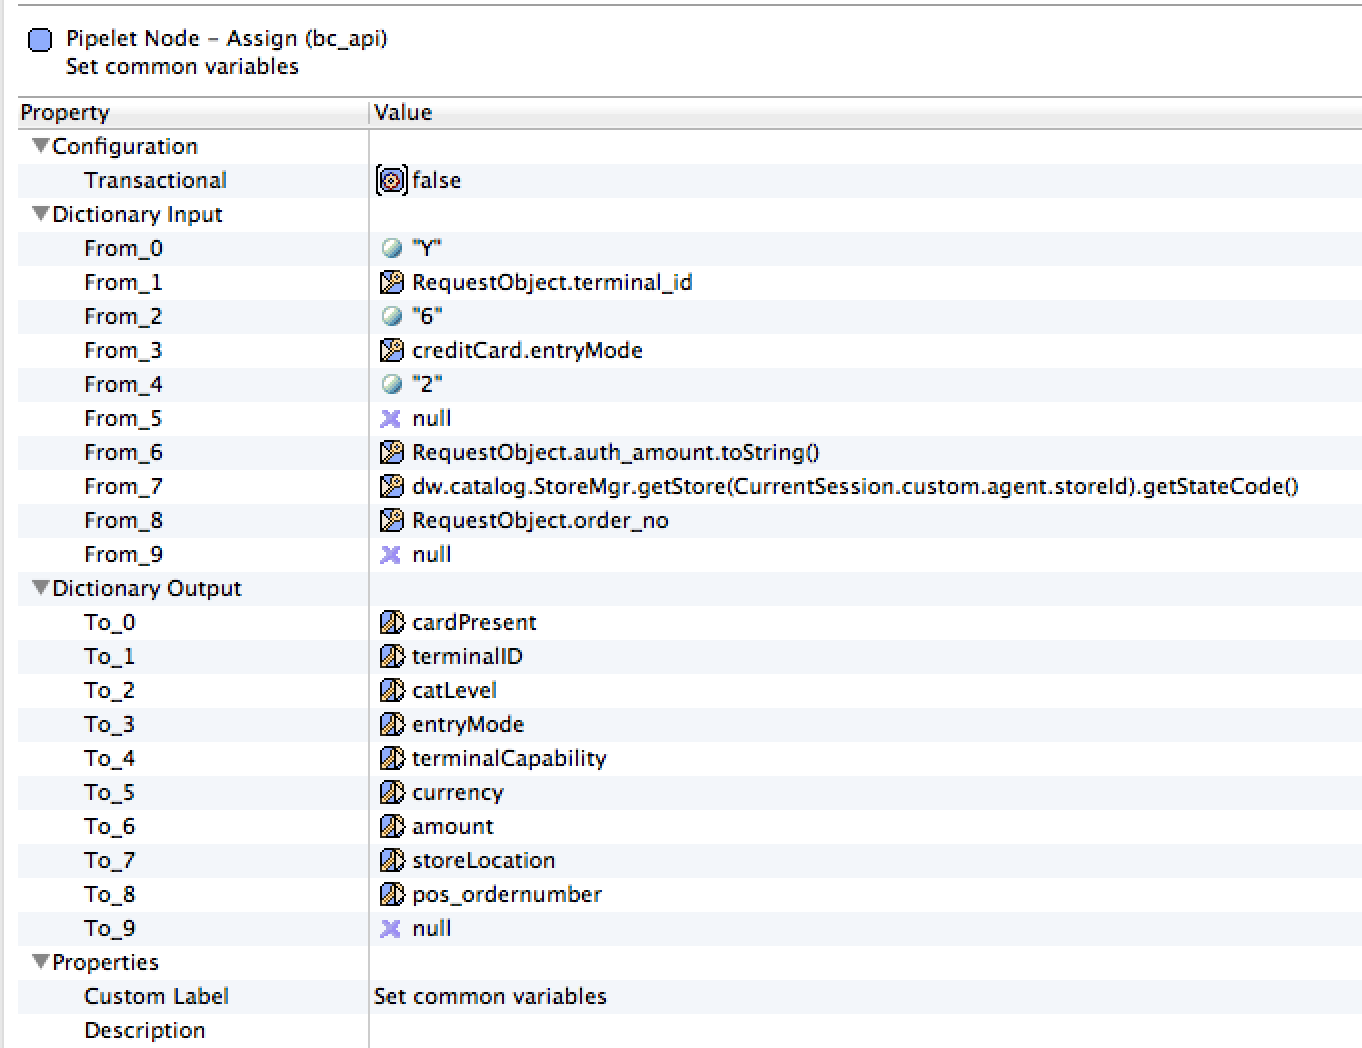 Pipelet Node – Assign (bc_api)
Set common variables
Property Value
Configuration
Transactional false
Dictionary Input
From_0 "Y"
From_1 RequestObject.terminal_id
From_2 "6"
From_3 creditCard.entryMode
From_4 "2"
From_5 null
From_6 RequestObject.auth_amount.toString()
From_7 dw.catalog.StoreMgr.getStore(CurrentSession.custom.agent.storeId).getStateCode()
From_8 RequestObject.order_no
From_9 null
Dictionary Output
To_0 cardPresent
To_1 terminalID
To_2 catLevel
To_3 entryMode
To_4 terminalCapability
To_5 currency
To_6 amount
To_7 storeLocation
To_8 pos_ordernumber
To_9 null
Properties
Custom Label Set common variables
Description